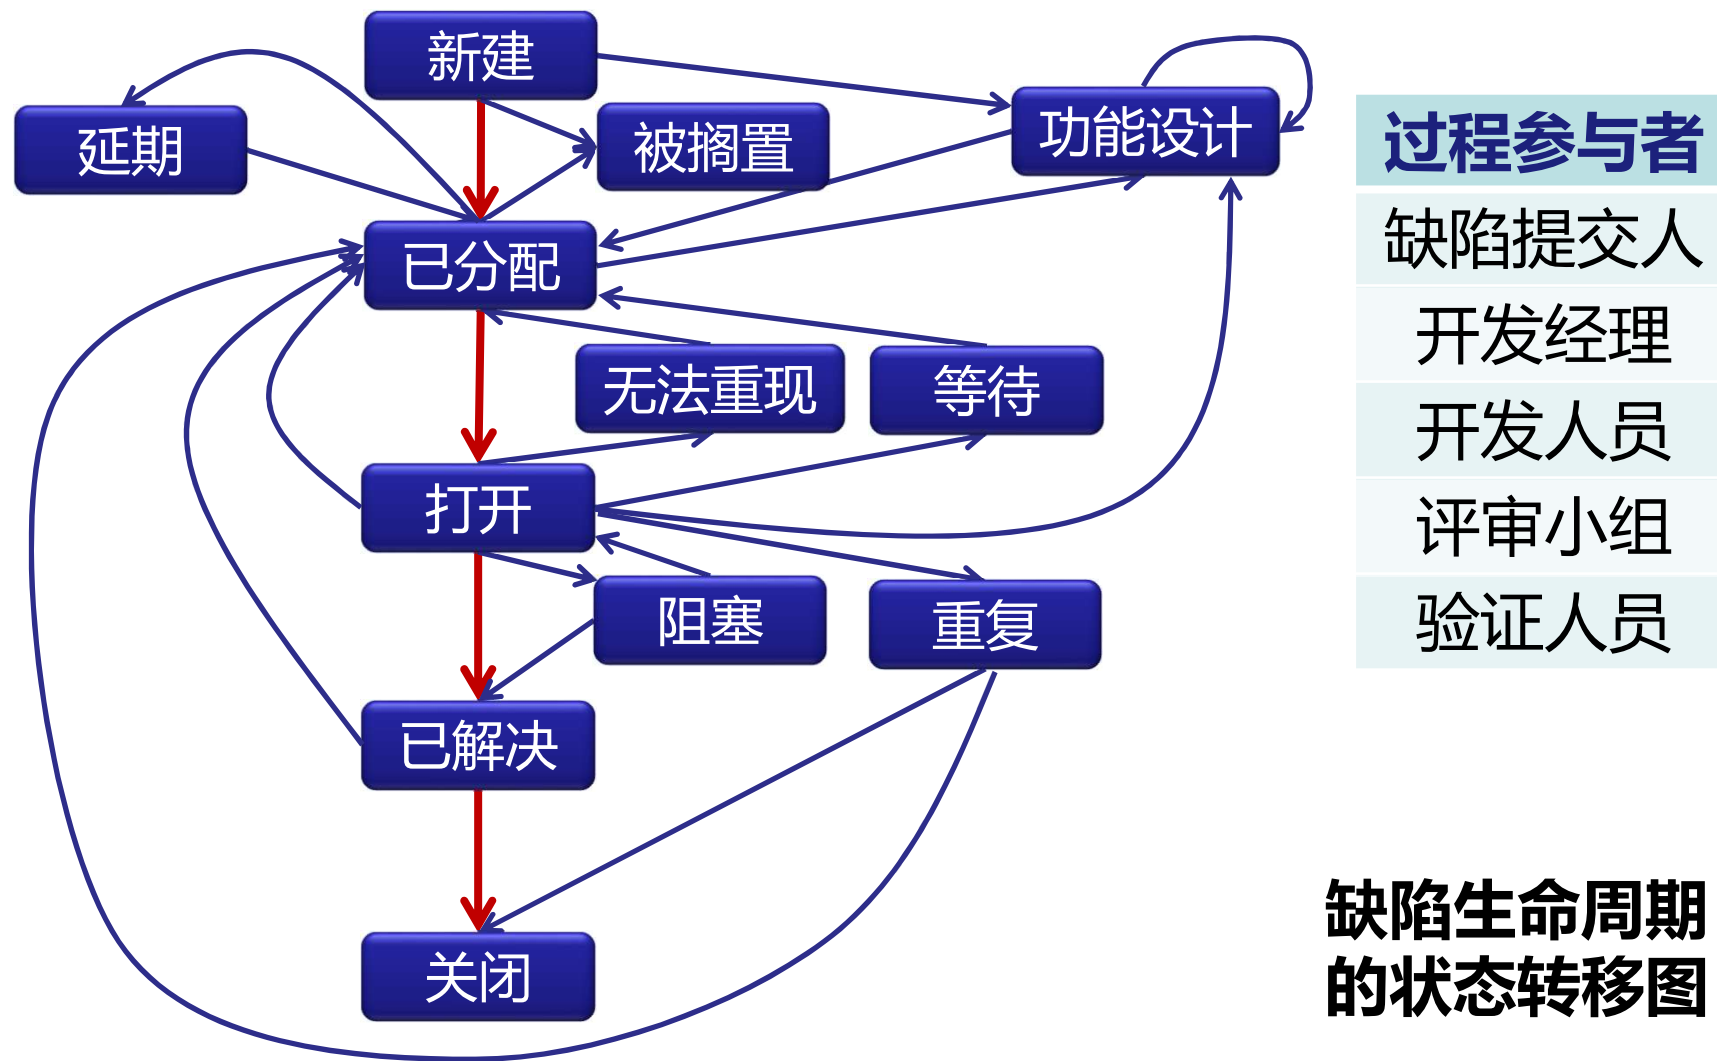 新建
延期
被搁置
功能设计
已分配
无法重现
等待
打开
阻塞
重复
已解决
关闭
过程参与者
缺陷提交人
开发经理
开发人员
评审小组
验证人员
缺陷生命周期
的状态转移图